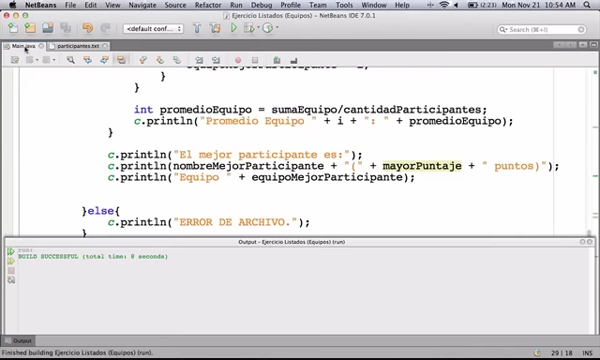 NetBeans File Edit View Navigate Source Refactor Run Debug Profile Team Tools Window Help (2:23) Mon Nov 21 10:54 AM
Ejercicio Listados (Equipos) - NetBeans IDE 7.0.1
<default conf... Search (⌘+I)
Main.java participantes.txt
}
}
int promedioEquipo = sumaEquipo/cantidadParticipantes;
c.println("Promedio Equipo " + i + ": " + promedioEquipo);
}
c.println("El mejor participante es:");
c.println(nombreMejorParticipante + "(" + mayorPuntaje + " puntos)");
c.println("Equipo " + equipoMejorParticipante);
}else{
c.println("ERROR DE ARCHIVO.");
}
Output - Ejercicio Listados (Equipos) (run)
run:
BUILD SUCCESSFUL (total time: 8 seconds)
Output
Finished building Ejercicio Listados (Equipos) (run). 29 | 18 INS